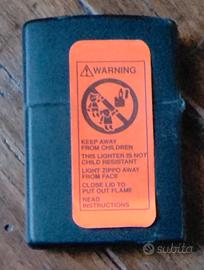 WARNING
KEEP AWAY
FROM CHILDREN
THIS LIGHTER IS NOT
CHILD RESISTANT
LIGHT ZIPPO AWAY
FROM FACE
CLOSE LID TO
PUT OUT FLAME
READ
INSTRUCTIONS
subito